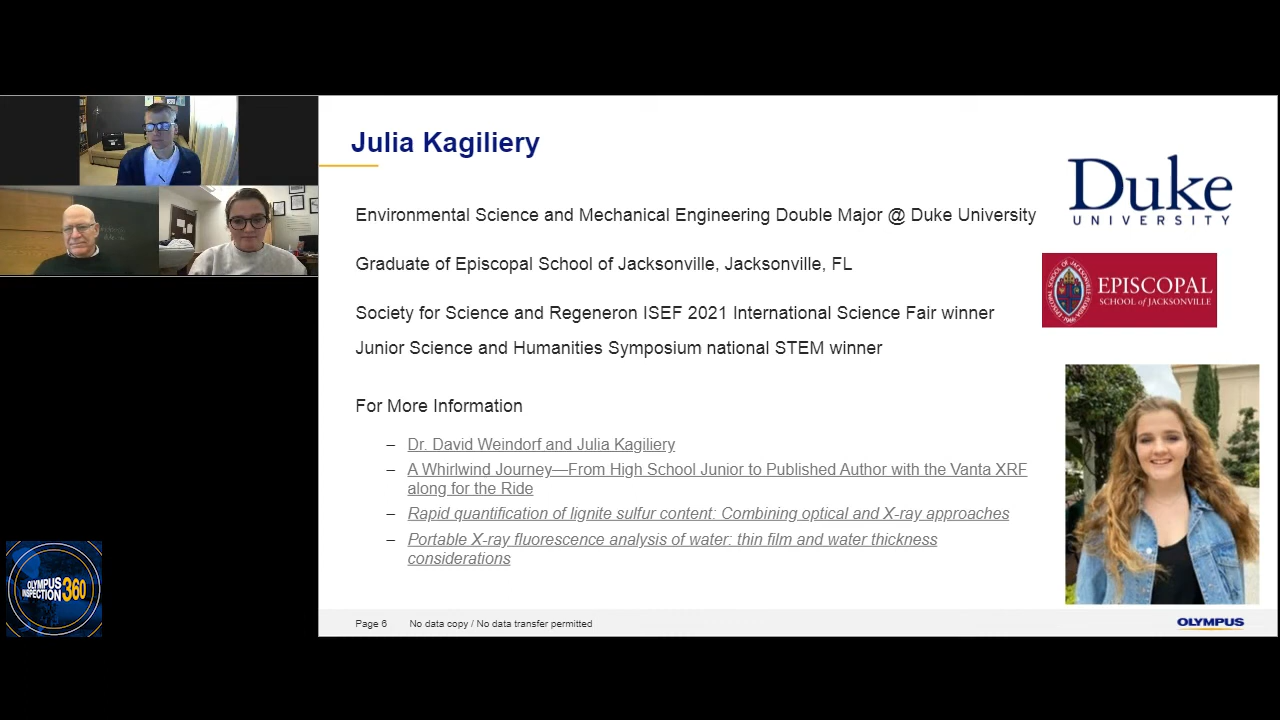 Julia Kagiliery
Duke
UNIVERSITY
Environmental Science and Mechanical Engineering Double Major @ Duke University
Graduate of Episcopal School of Jacksonville, Jacksonville, FL
EPISCOPAL
SCHOOL of JACKSONVILLE
Society for Science and Regeneron ISEF 2021 International Science Fair winner
Junior Science and Humanities Symposium national STEM winner
For More Information
– Dr. David Weindorf and Julia Kagiliery
– A Whirlwind Journey—From High School Junior to Published Author with the Vanta XRF
along for the Ride
– Rapid quantification of lignite sulfur content: Combining optical and X-ray approaches
– Portable X-ray fluorescence analysis of water: thin film and water thickness
considerations
OLYMPUS
INSPECTION 360
Page 6 No data copy / No data transfer permitted
OLYMPUS